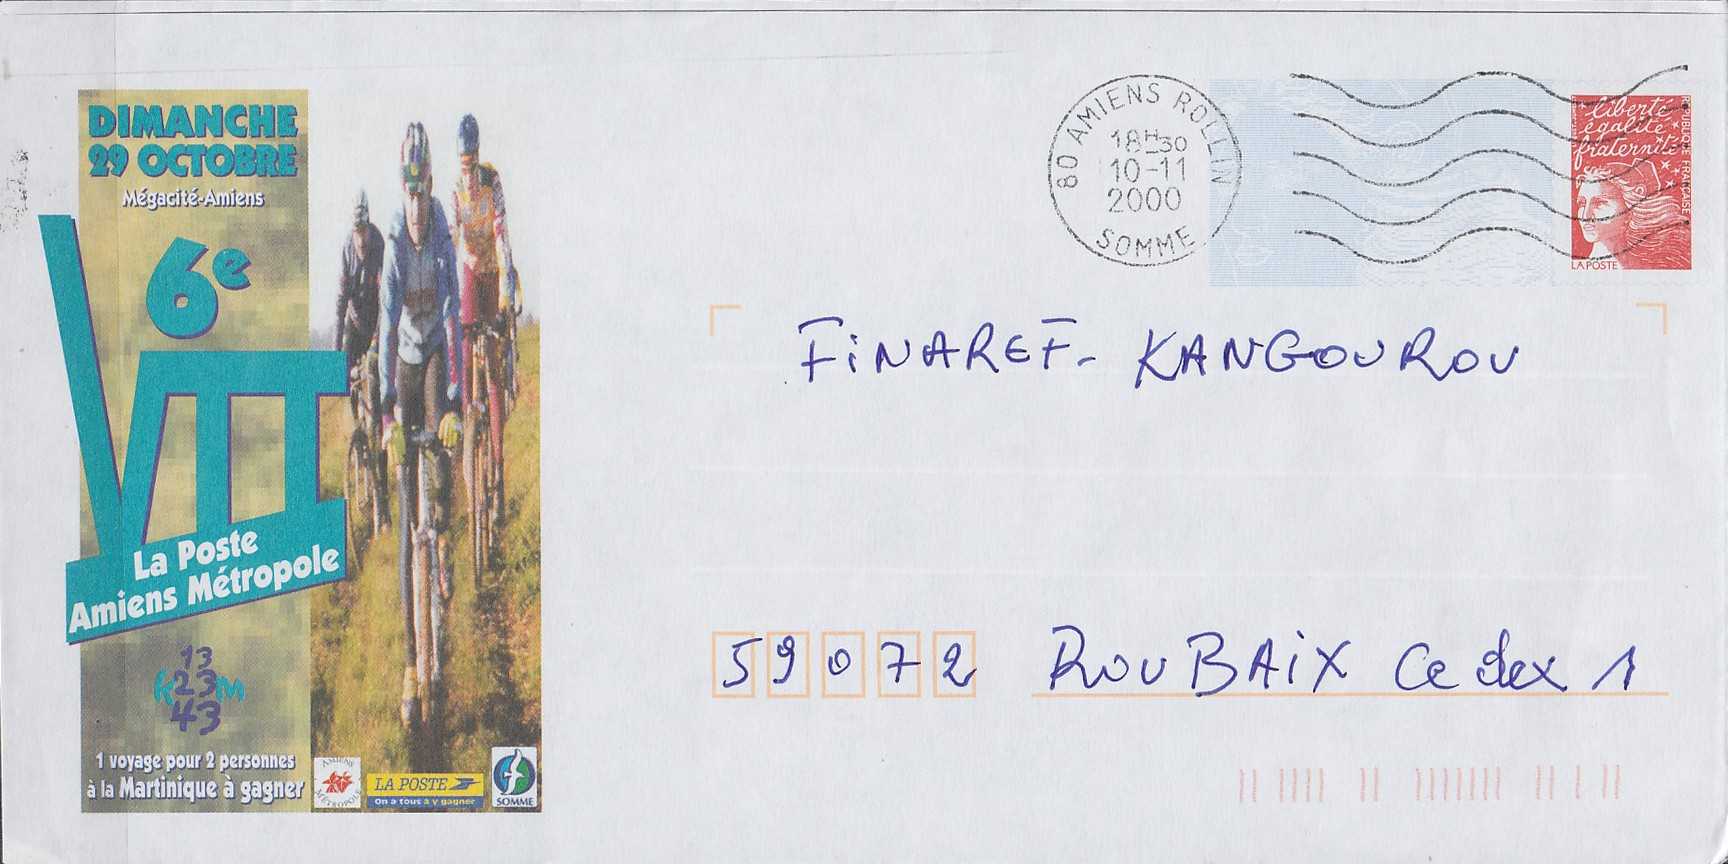 DIMANCHE
29 OCTOBRE
Mégacité-Amiens
6e
VTT
La Poste
Amiens Métropole
13
K23M
43
1 voyage pour 2 personnes
à la Martinique à gagner
AMIENS
MÉTROPOLE
LA POSTE
On a tous à y gagner
SOMME
80 AMIENS ROLLIN
18H30
10-11
2000
SOMME
liberté
égalité
fraternité
RÉPUBLIQUE FRANÇAISE
LA POSTE
FiNAREF- KANGOUROU
59072 ROUBAiX Cedex 1